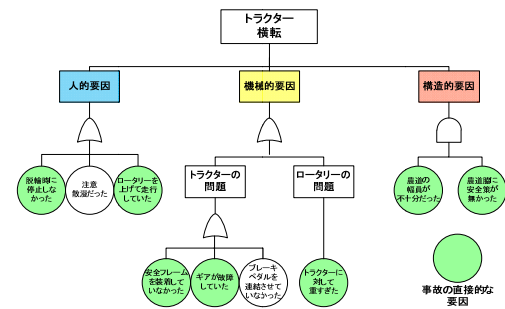 トラクター
横転
人的要因
機械的要因
構造的要因
脱輪時に
停止しな
かった
注意
散漫だった
ロータリーを
上げて走行
していた
トラクターの
問題
ロータリーの
問題
農道の
幅員が
不十分だった
農道脇に
安全策が
無かった
安全フレーム
を装着して
いなかった
ギアが故障
していた
ブレーキ
ペダルを
連結させて
いなかった
トラクターに
対して
重すぎた
事故の直接的な
要因